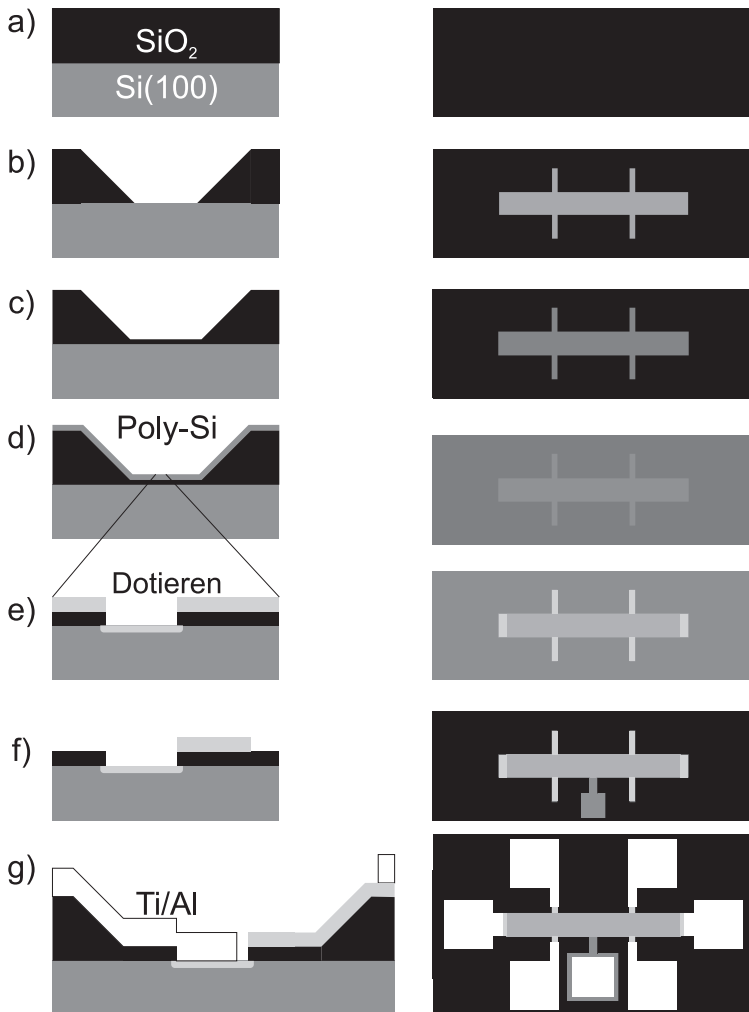 a)
SiO₂
Si(100)
b)
c)
d)
Poly-Si
e)
Dotieren
f)
g)
Ti/Al